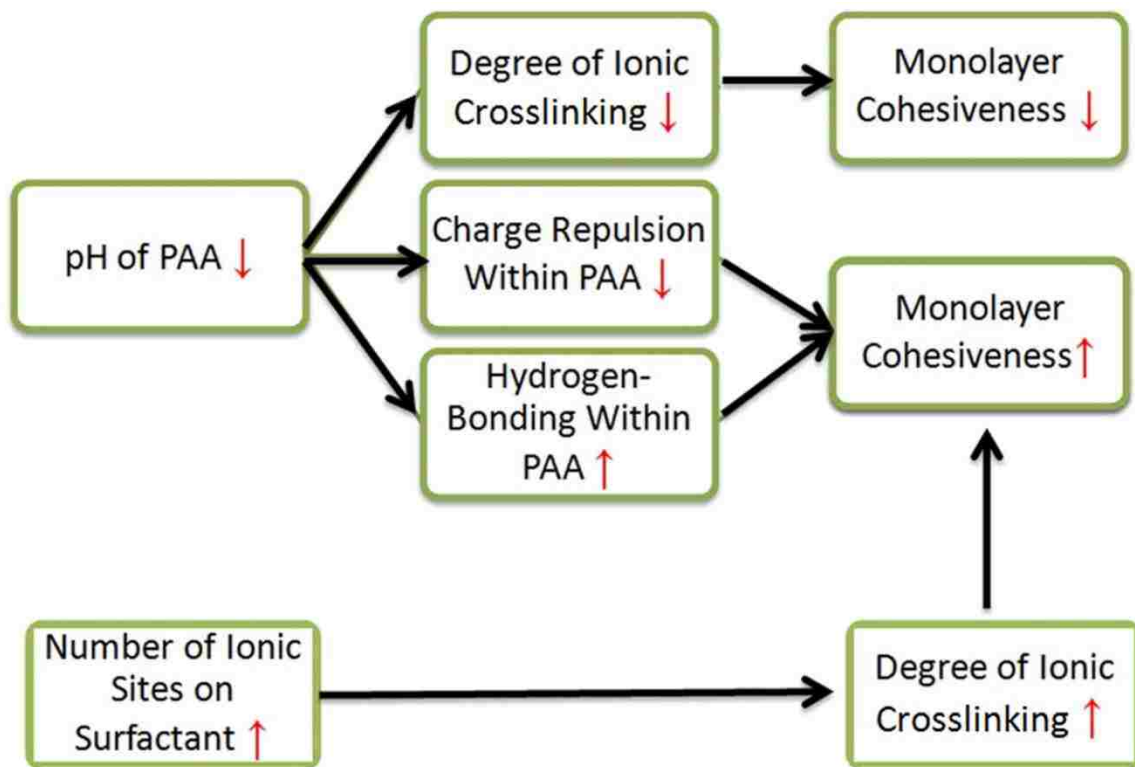 Degree of Ionic
Crosslinking ↓
Monolayer
Cohesiveness ↓
pH of PAA ↓
Charge Repulsion
Within PAA ↓
Monolayer
Cohesiveness↑
Hydrogen-
Bonding Within
PAA ↑
Number of Ionic
Sites on
Surfactant ↑
Degree of Ionic
Crosslinking ↑